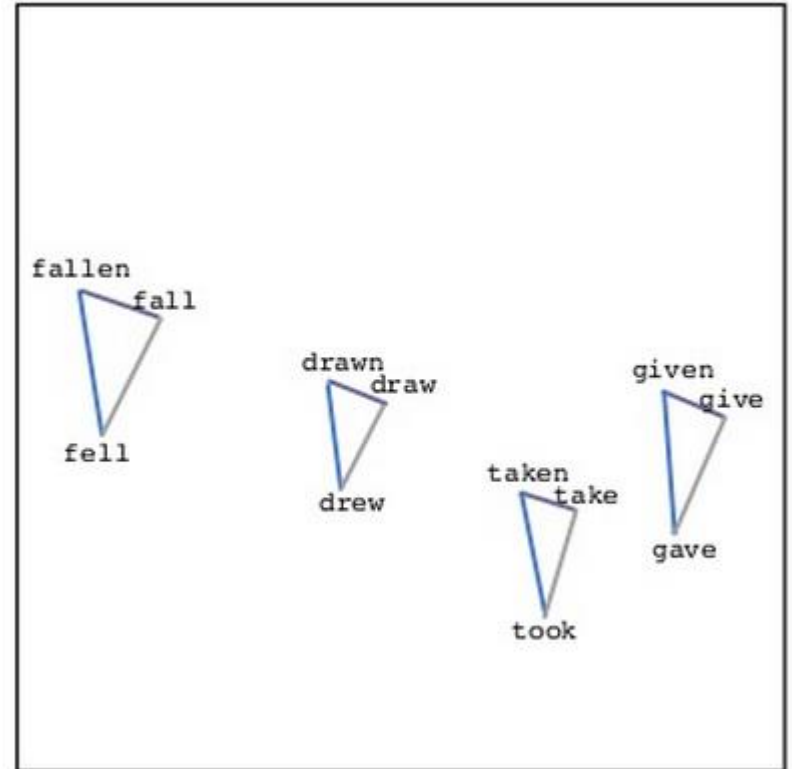 fallen
fall
fell
drawn
draw
drew
given
give
gave
taken
take
took